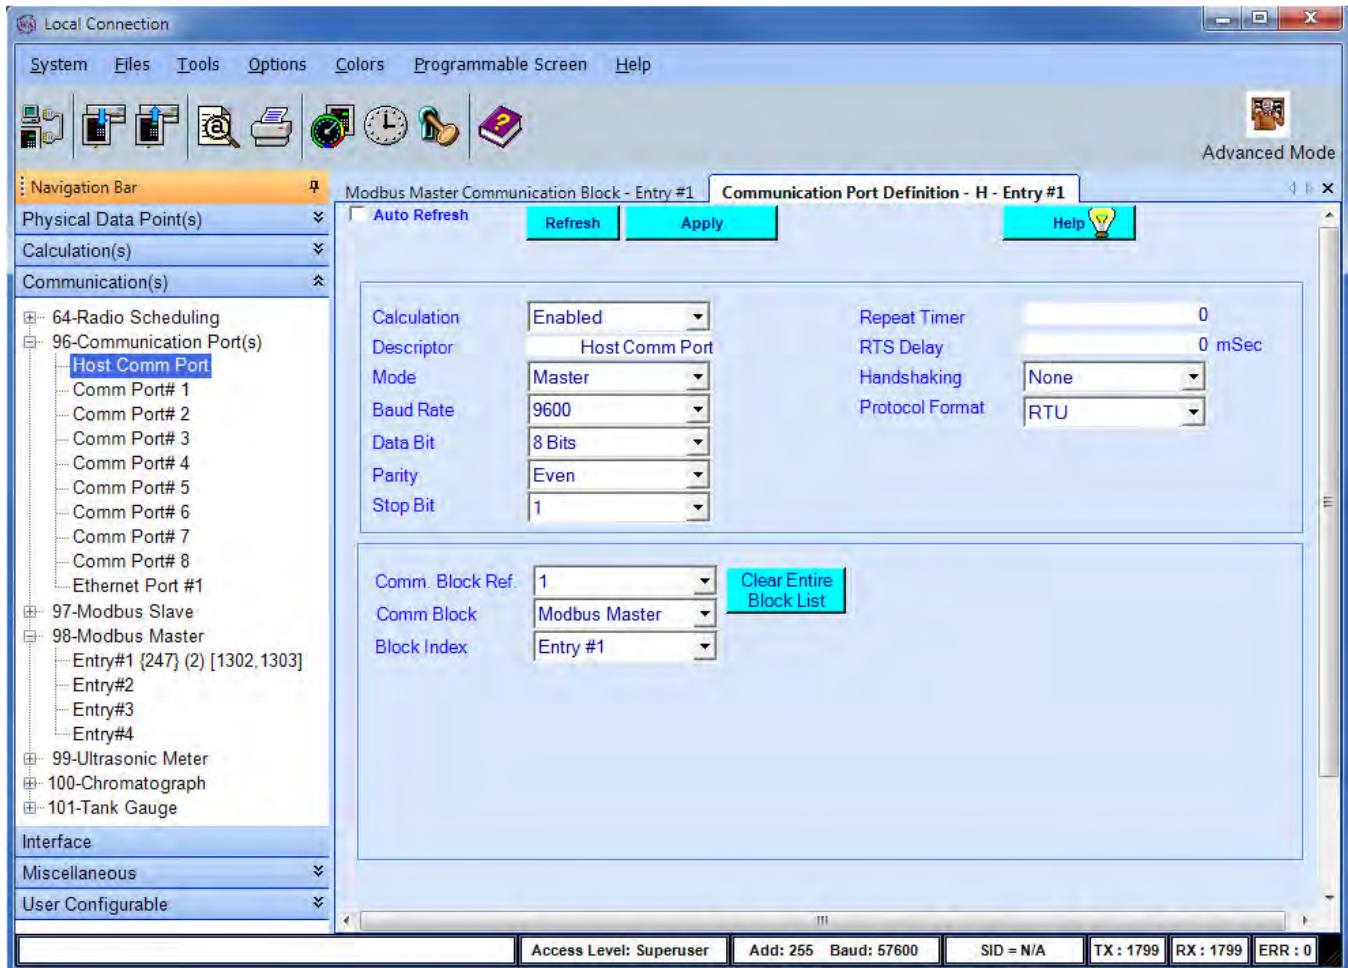 Local Connection
System Files Tools Options Colors Programmable Screen Help
Advanced Mode
Navigation Bar
Modbus Master Communication Block - Entry #1 Communication Port Definition - H - Entry #1
Physical Data Point(s)
Auto Refresh Refresh Apply Help
Calculation(s)
Communication(s)
64-Radio Scheduling
96-Communication Port(s)
Host Comm Port
Comm Port# 1
Comm Port# 2
Comm Port# 3
Comm Port# 4
Comm Port# 5
Comm Port# 6
Comm Port# 7
Comm Port# 8
Ethernet Port #1
97-Modbus Slave
98-Modbus Master
Entry#1 {247} (2) [1302,1303]
Entry#2
Entry#3
Entry#4
99-Ultrasonic Meter
100-Chromatograph
101-Tank Gauge
Interface
Miscellaneous
User Configurable
Calculation Enabled
Descriptor Host Comm Port
Mode Master
Baud Rate 9600
Data Bit 8 Bits
Parity Even
Stop Bit 1
Repeat Timer 0
RTS Delay 0 mSec
Handshaking None
Protocol Format RTU
Comm. Block Ref. 1
Comm Block Modbus Master
Block Index Entry #1
Clear Entire
Block List
Access Level: Superuser Add: 255 Baud: 57600 SID = N/A TX : 1799 RX : 1799 ERR : 0